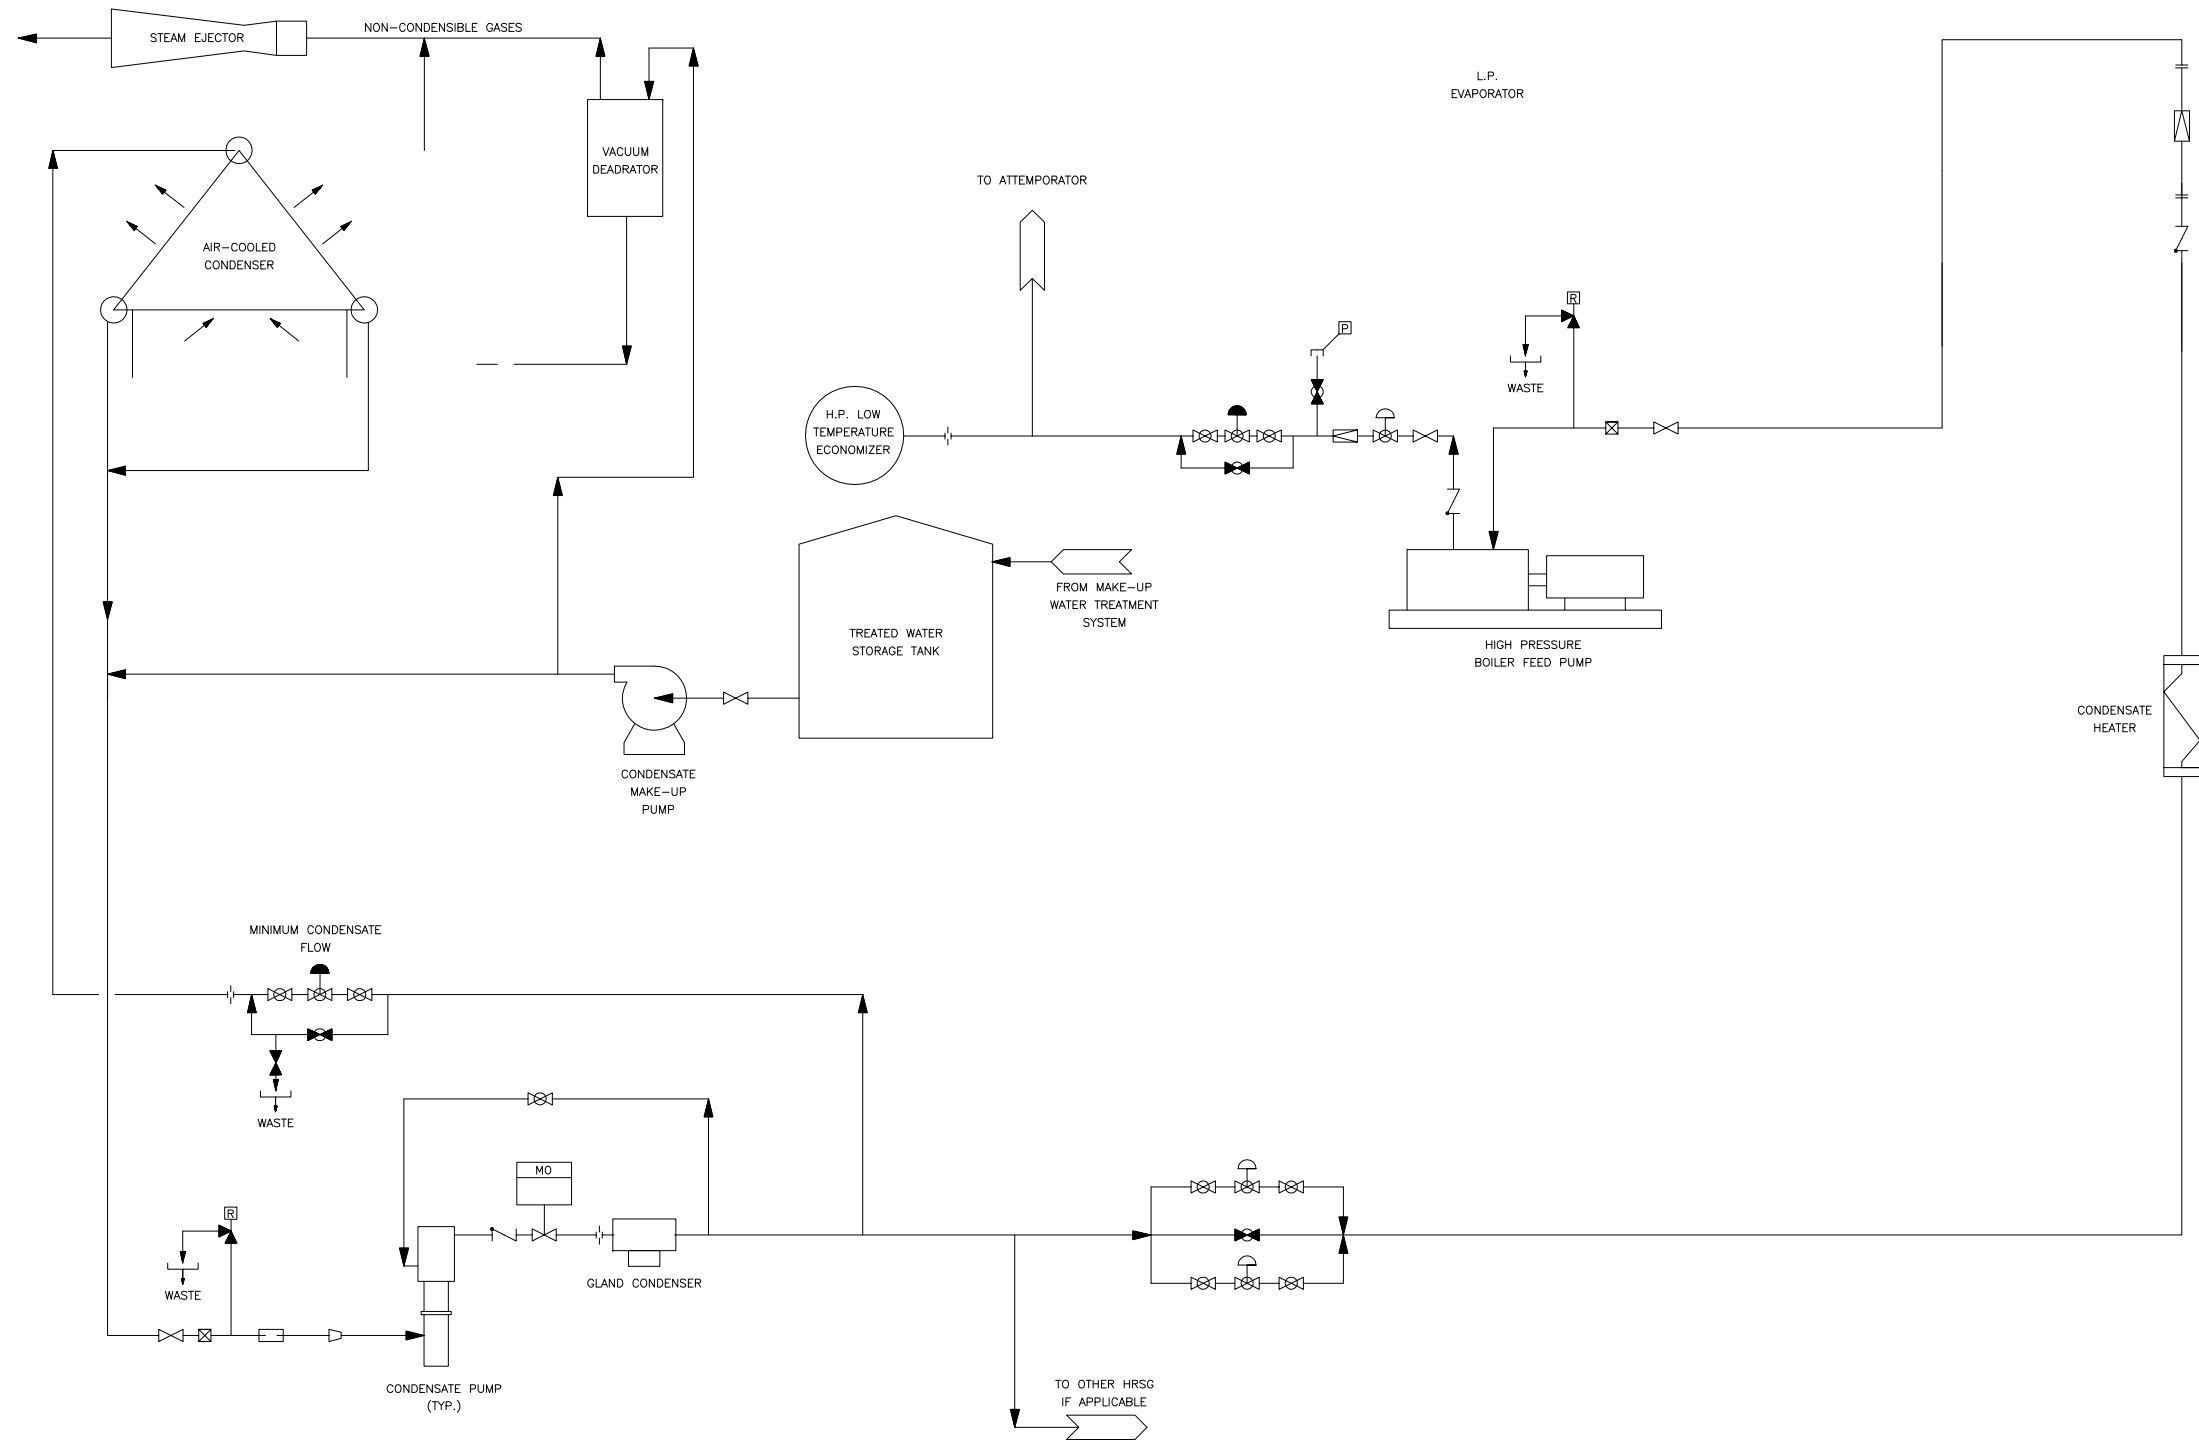 STEAM EJECTOR
NON-CONDENSIBLE GASES
L.P.
EVAPORATOR
VACUUM
DEADRATOR
TO ATTEMPORATOR
AIR-COOLED
CONDENSER
R
P
WASTE
H.P. LOW
TEMPERATURE
ECONOMIZER
FROM MAKE-UP
WATER TREATMENT
SYSTEM
TREATED WATER
STORAGE TANK
HIGH PRESSURE
BOILER FEED PUMP
CONDENSATE
HEATER
CONDENSATE
MAKE-UP
PUMP
MINIMUM CONDENSATE
FLOW
WASTE
MO
R
WASTE
GLAND CONDENSER
CONDENSATE PUMP
(TYP.)
TO OTHER HRSG
IF APPLICABLE